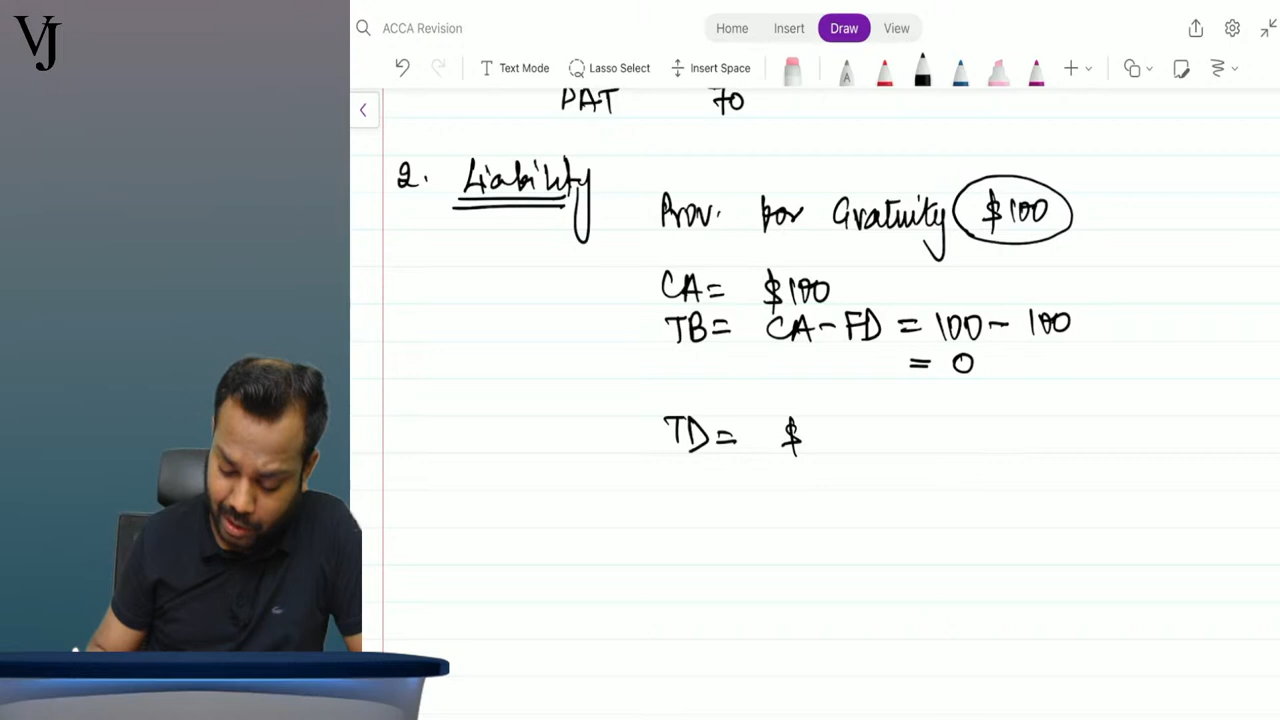 VJ
ACCA Revision
Home Insert Draw View
Text Mode Lasso Select Insert Space
A
PAT 70
2. Liability
Prov. for Gratuity $100
CA = $100
TB = CA - FD = 100 - 100
= 0
TD = $